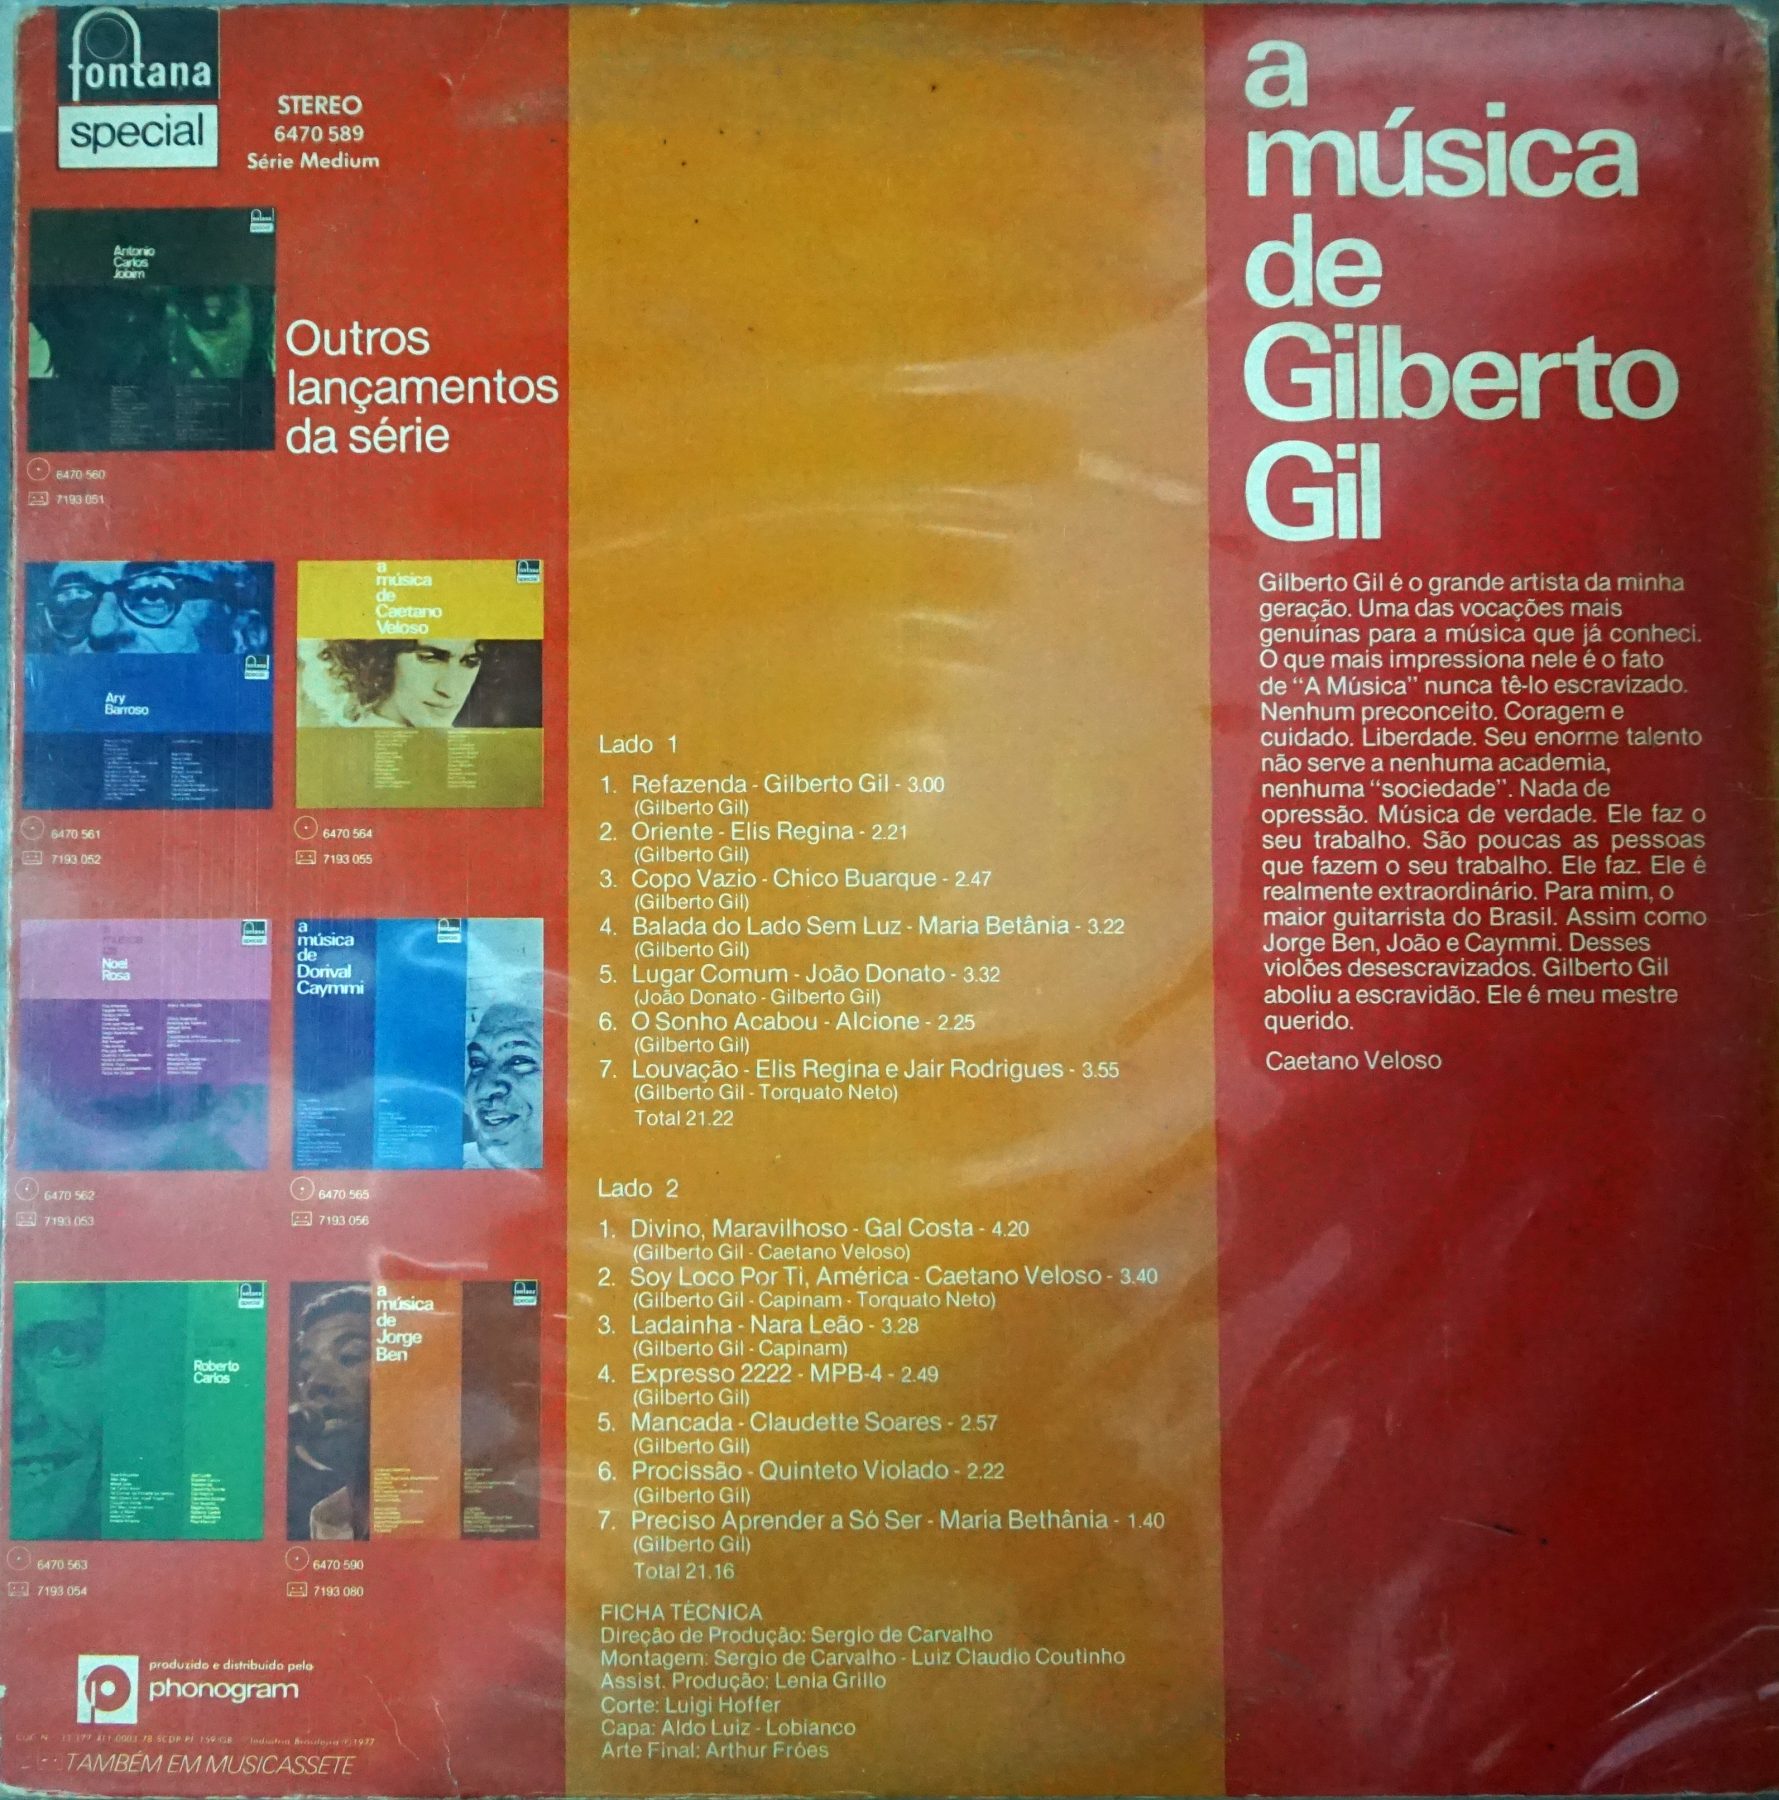 fontana
special
STEREO
6470 589
Série Medium
Antonio
Carlos
Jobim
Outros
lançamentos
da série
6470 560
7193 051
Ary
Barroso
6470 561
7193 052
a
música
de
Caetano
Veloso
fontana
special
6470 564
7193 055
Noel
Rosa
6470 562
7193 053
a
música
de
Dorival
Caymmi
6470 565
7193 056
Roberto
Carlos
6470 563
7193 054
a
música
de
Jorge
Ben
6470 590
7193 080
produzido e distribuido pelo
phonogram
Industria Brasileira ℗ 1977
TAMBÉM EM MUSICASSETE
Lado 1
1. Refazenda - Gilberto Gil - 3.00
(Gilberto Gil)
2. Oriente - Elis Regina - 2.21
(Gilberto Gil)
3. Copo Vazio - Chico Buarque - 2.47
(Gilberto Gil)
4. Balada do Lado Sem Luz - Maria Betânia - 3.22
(Gilberto Gil)
5. Lugar Comum - João Donato - 3.32
(João Donato - Gilberto Gil)
6. O Sonho Acabou - Alcione - 2.25
(Gilberto Gil)
7. Louvação - Elis Regina e Jair Rodrigues - 3.55
(Gilberto Gil - Torquato Neto)
Total 21.22
Lado 2
1. Divino, Maravilhoso - Gal Costa - 4.20
(Gilberto Gil - Caetano Veloso)
2. Soy Loco Por Ti, América - Caetano Veloso - 3.40
(Gilberto Gil - Capinam - Torquato Neto)
3. Ladainha - Nara Leão - 3.28
(Gilberto Gil - Capinam)
4. Expresso 2222 - MPB-4 - 2.49
(Gilberto Gil)
5. Mancada - Claudette Soares - 2.57
(Gilberto Gil)
6. Procissão - Quinteto Violado - 2.22
(Gilberto Gil)
7. Preciso Aprender a Só Ser - Maria Bethânia - 1.40
(Gilberto Gil)
Total 21.16
FICHA TÉCNICA
Direção de Produção: Sergio de Carvalho
Montagem: Sergio de Carvalho - Luiz Claudio Coutinho
Assist. Produção: Lenia Grillo
Corte: Luigi Hoffer
Capa: Aldo Luiz - Lobianco
Arte Final: Arthur Fróes
a
música
de
Gilberto
Gil
Gilberto Gil é o grande artista da minha
geração. Uma das vocações mais
genuínas para a música que já conheci.
O que mais impressiona nele é o fato
de "A Música" nunca tê-lo escravizado.
Nenhum preconceito. Coragem e
cuidado. Liberdade. Seu enorme talento
não serve a nenhuma academia,
nenhuma "sociedade". Nada de
opressão. Música de verdade. Ele faz o
seu trabalho. São poucas as pessoas
que fazem o seu trabalho. Ele faz. Ele é
realmente extraordinário. Para mim, o
maior guitarrista do Brasil. Assim como
Jorge Ben, João e Caymmi. Desses
violões desescravizados. Gilberto Gil
aboliu a escravidão. Ele é meu mestre
querido.
Caetano Veloso